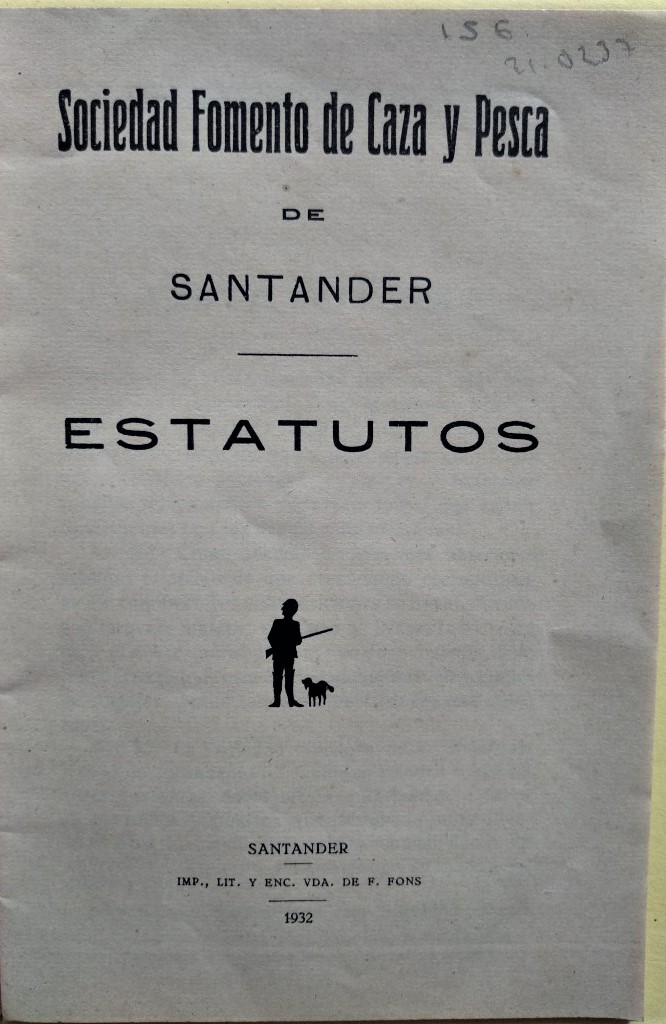 156.
21.0237
Sociedad Fomento de Caza y Pesca
DE
SANTANDER
ESTATUTOS
SANTANDER
IMP., LIT. Y ENC. VDA. DE F. FONS
1932